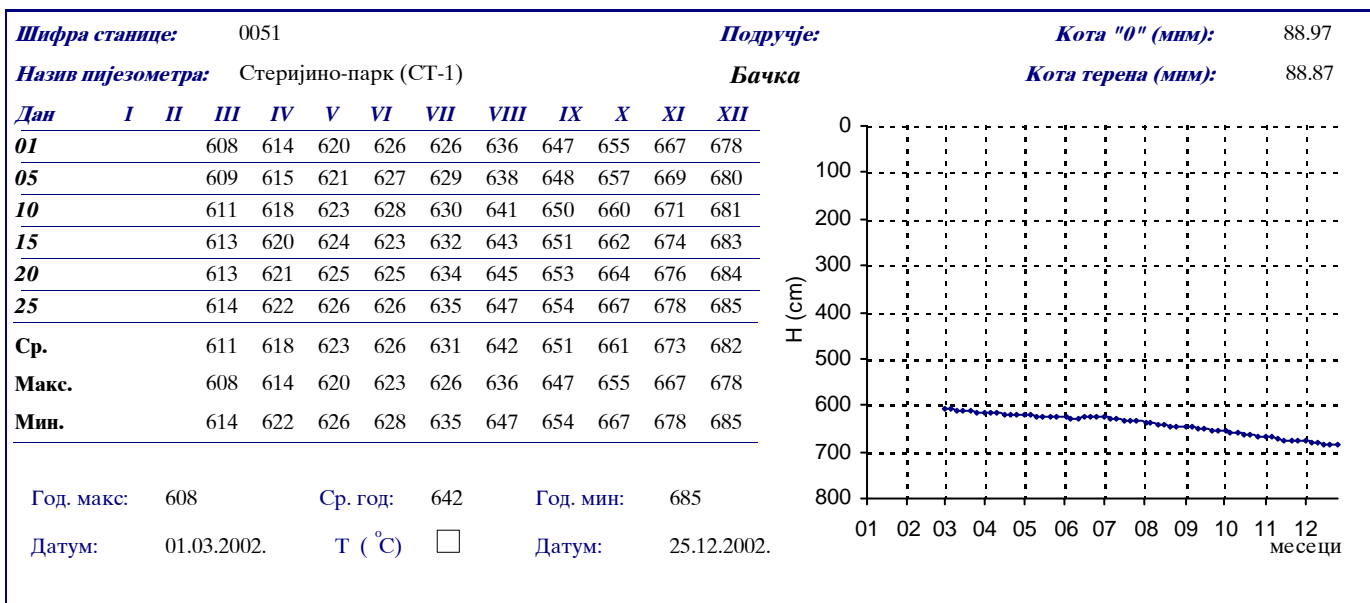 Шифра станице: 0051 Подручје: Кота "0" (мнм): 88.97
Назив пијезометра: Стеријино-парк (СТ-1) Бачка Кота терена (мнм): 88.87
Дан I II III IV V VI VII VIII IX X XI XII
01 608 614 620 626 626 636 647 655 667 678
05 609 615 621 627 629 638 648 657 669 680
10 611 618 623 628 630 641 650 660 671 681
15 613 620 624 623 632 643 651 662 674 683
20 613 621 625 625 634 645 653 664 676 684
25 614 622 626 626 635 647 654 667 678 685
Ср. 611 618 623 626 631 642 651 661 673 682
Макс. 608 614 620 623 626 636 647 655 667 678
Мин. 614 622 626 628 635 647 654 667 678 685
Год. макс: 608 Ср. год: 642 Год. мин: 685
Датум: 01.03.2002. Т ( °C) Датум: 25.12.2002.
0
100
200
300
400
500
600
700
800
H (cm)
01 02 03 04 05 06 07 08 09 10 11 12
месеци